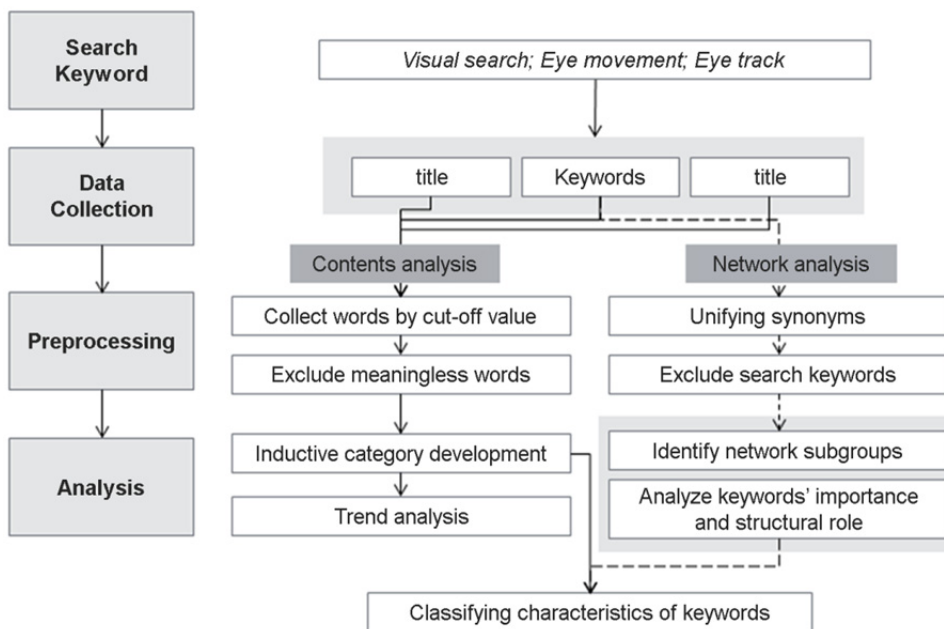 Search
Keyword
Visual search; Eye movement; Eye track
Data
Collection
title
Keywords
title
Contents analysis
Network analysis
Preprocessing
Collect words by cut-off value
Unifying synonyms
Exclude meaningless words
Exclude search keywords
Analysis
Inductive category development
Identify network subgroups
Trend analysis
Analyze keywords' importance
and structural role
Classifying characteristics of keywords